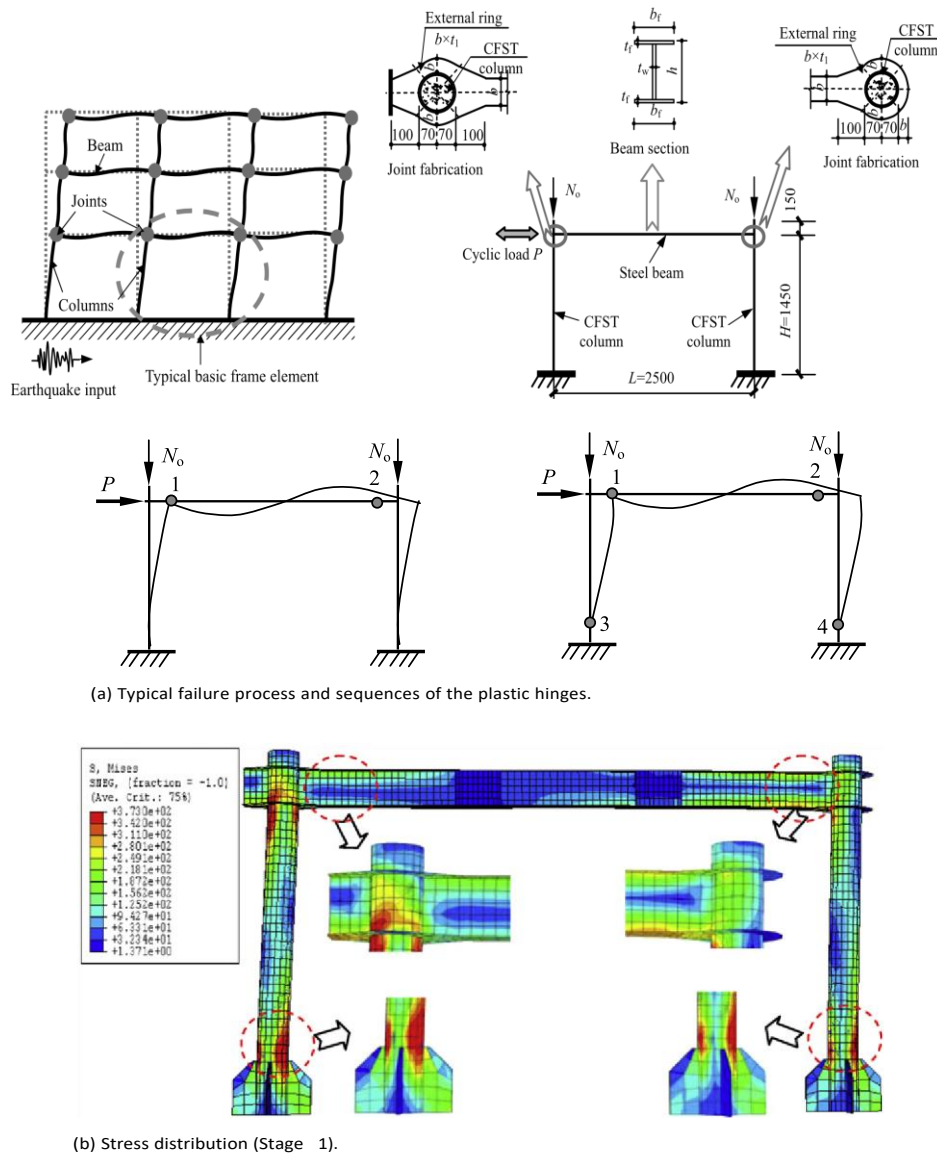 Beam
Joints
Columns
Earthquake input
Typical basic frame element
External ring
b×t1
CFST
column
b
b
b
100 70 70 100
Joint fabrication
bf
tf
tw
h
tf
bf
Beam section
External ring
b×t1
CFST
column
b
b
b
100 70 70 b
Joint fabrication
No
No
150
Cyclic load P
Steel beam
CFST
column
CFST
column
H=1450
L=2500
No
No
P
1
2
No
No
P
1
2
3
4
(a) Typical failure process and sequences of the plastic hinges.
S, Mises
SNEG, (fraction = -1.0)
(Ave. Crit.: 75%)
+3.730e+02
+3.420e+02
+3.110e+02
+2.801e+02
+2.491e+02
+2.181e+02
+1.872e+02
+1.562e+02
+1.252e+02
+9.427e+01
+6.331e+01
+3.234e+01
+1.371e+00
(b) Stress distribution (Stage 1).